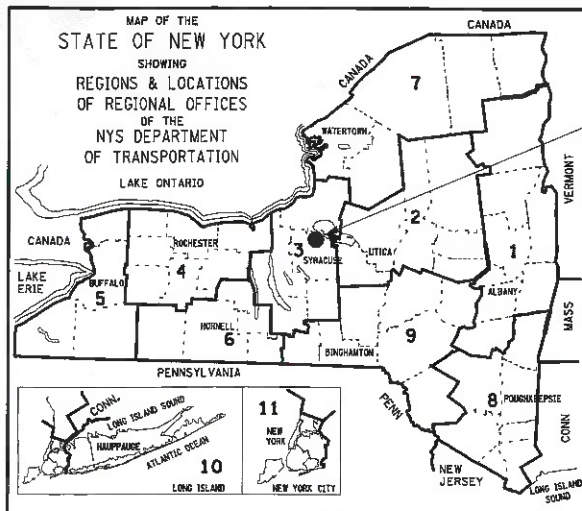 MAP OF THE
STATE OF NEW YORK
SHOWING
REGIONS & LOCATIONS
OF REGIONAL OFFICES
OF THE
NYS DEPARTMENT
OF TRANSPORTATION
LAKE ONTARIO
CANADA
CANADA
7
WATERTOWN
VERMONT
2
1
CANADA
ROCHESTER
3
SYRACUSE
UTICA
4
LAKE
ERIE
BUFFALO
5
ALBANY
MASS
HORNELL
6
9
BINGHAMTON
PENNSYLVANIA
PENN
8
POUGHKEEPSIE
CONN
NEW
JERSEY
LONG ISLAND
SOUND
CONN.
LONG ISLAND SOUND
HAUPPAUGE
ATLANTIC OCEAN
10
LONG ISLAND
11
NEW
YORK
NEW YORK CITY